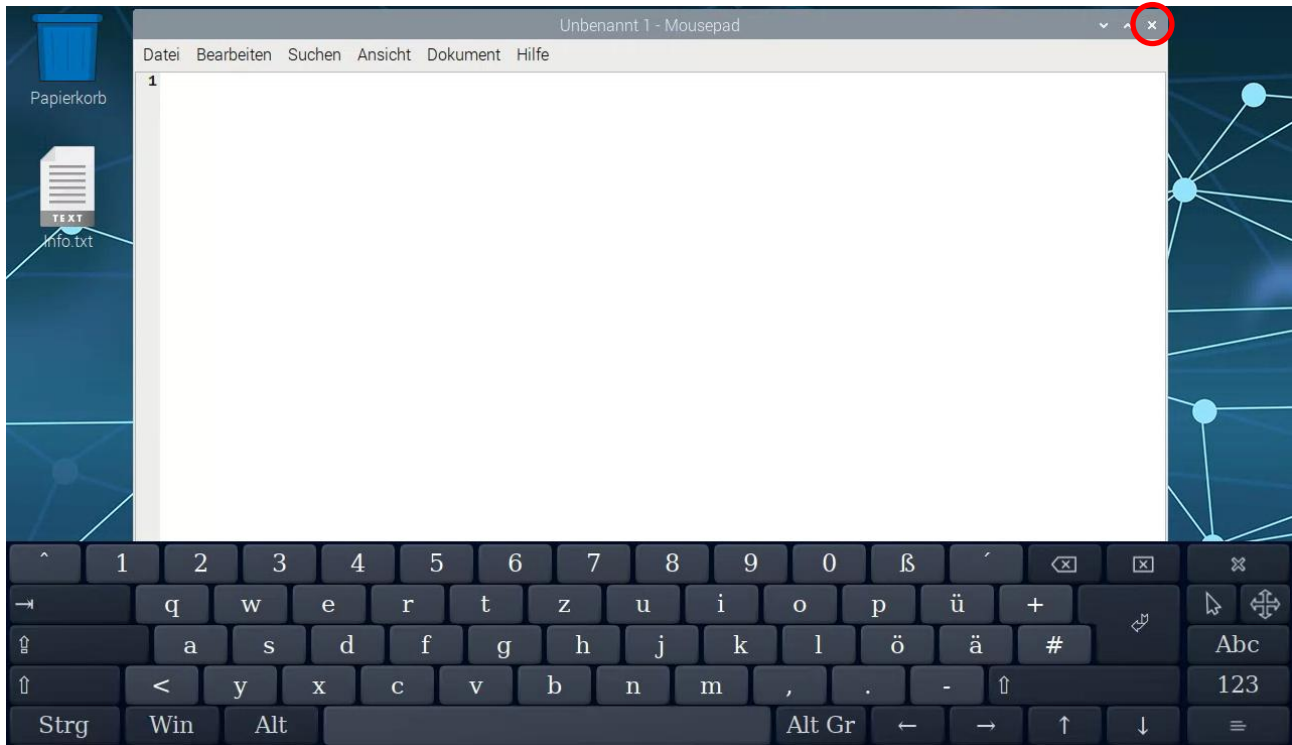 Unbenannt 1 - Mousepad
Datei Bearbeiten Suchen Ansicht Dokument Hilfe
1
Papierkorb
TEXT
Info.txt
^ 1 2 3 4 5 6 7 8 9 0 ß ´
q w e r t z u i o p ü +
a s d f g h j k l ö ä # Abc
< y x c v b n m , . - 123
Strg Win Alt Alt Gr ← → ↑ ↓